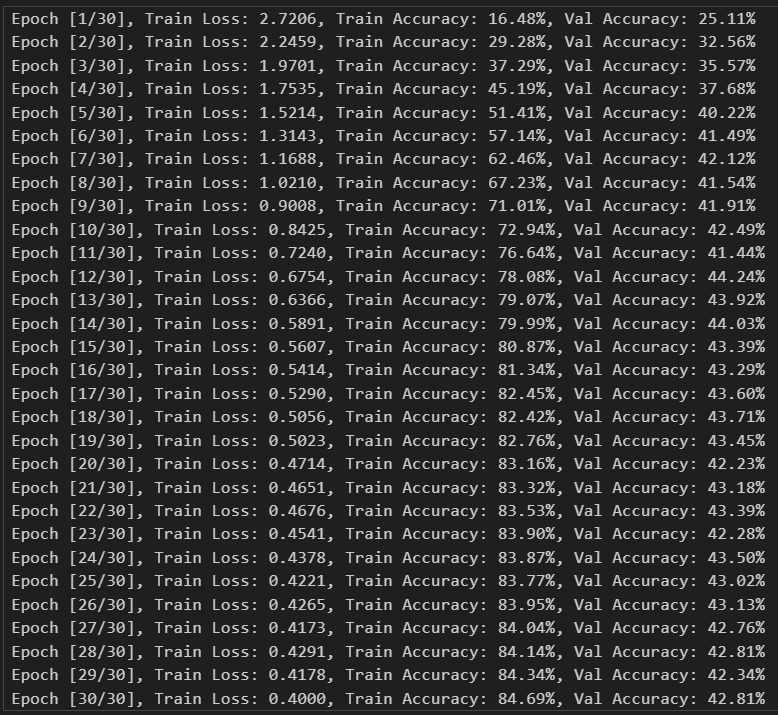 Epoch [1/30], Train Loss: 2.7206, Train Accuracy: 16.48%, Val Accuracy: 25.11%
Epoch [2/30], Train Loss: 2.2459, Train Accuracy: 29.28%, Val Accuracy: 32.56%
Epoch [3/30], Train Loss: 1.9701, Train Accuracy: 37.29%, Val Accuracy: 35.57%
Epoch [4/30], Train Loss: 1.7535, Train Accuracy: 45.19%, Val Accuracy: 37.68%
Epoch [5/30], Train Loss: 1.5214, Train Accuracy: 51.41%, Val Accuracy: 40.22%
Epoch [6/30], Train Loss: 1.3143, Train Accuracy: 57.14%, Val Accuracy: 41.49%
Epoch [7/30], Train Loss: 1.1688, Train Accuracy: 62.46%, Val Accuracy: 42.12%
Epoch [8/30], Train Loss: 1.0210, Train Accuracy: 67.23%, Val Accuracy: 41.54%
Epoch [9/30], Train Loss: 0.9008, Train Accuracy: 71.01%, Val Accuracy: 41.91%
Epoch [10/30], Train Loss: 0.8425, Train Accuracy: 72.94%, Val Accuracy: 42.49%
Epoch [11/30], Train Loss: 0.7240, Train Accuracy: 76.64%, Val Accuracy: 41.44%
Epoch [12/30], Train Loss: 0.6754, Train Accuracy: 78.08%, Val Accuracy: 44.24%
Epoch [13/30], Train Loss: 0.6366, Train Accuracy: 79.07%, Val Accuracy: 43.92%
Epoch [14/30], Train Loss: 0.5891, Train Accuracy: 79.99%, Val Accuracy: 44.03%
Epoch [15/30], Train Loss: 0.5607, Train Accuracy: 80.87%, Val Accuracy: 43.39%
Epoch [16/30], Train Loss: 0.5414, Train Accuracy: 81.34%, Val Accuracy: 43.29%
Epoch [17/30], Train Loss: 0.5290, Train Accuracy: 82.45%, Val Accuracy: 43.60%
Epoch [18/30], Train Loss: 0.5056, Train Accuracy: 82.42%, Val Accuracy: 43.71%
Epoch [19/30], Train Loss: 0.5023, Train Accuracy: 82.76%, Val Accuracy: 43.45%
Epoch [20/30], Train Loss: 0.4714, Train Accuracy: 83.16%, Val Accuracy: 42.23%
Epoch [21/30], Train Loss: 0.4651, Train Accuracy: 83.32%, Val Accuracy: 43.18%
Epoch [22/30], Train Loss: 0.4676, Train Accuracy: 83.53%, Val Accuracy: 43.39%
Epoch [23/30], Train Loss: 0.4541, Train Accuracy: 83.90%, Val Accuracy: 42.28%
Epoch [24/30], Train Loss: 0.4378, Train Accuracy: 83.87%, Val Accuracy: 43.50%
Epoch [25/30], Train Loss: 0.4221, Train Accuracy: 83.77%, Val Accuracy: 43.02%
Epoch [26/30], Train Loss: 0.4265, Train Accuracy: 83.95%, Val Accuracy: 43.13%
Epoch [27/30], Train Loss: 0.4173, Train Accuracy: 84.04%, Val Accuracy: 42.76%
Epoch [28/30], Train Loss: 0.4291, Train Accuracy: 84.14%, Val Accuracy: 42.81%
Epoch [29/30], Train Loss: 0.4178, Train Accuracy: 84.34%, Val Accuracy: 42.34%
Epoch [30/30], Train Loss: 0.4000, Train Accuracy: 84.69%, Val Accuracy: 42.81%